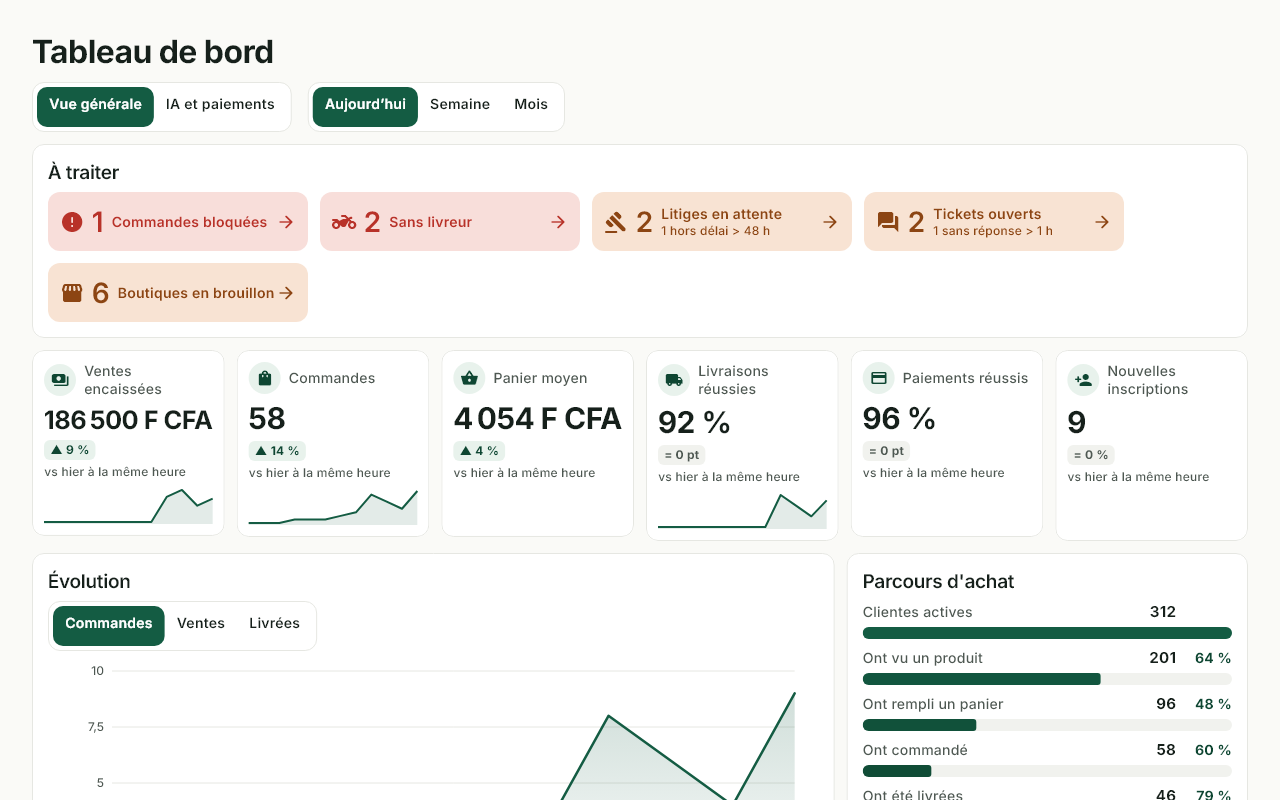 Tableau de bord
Vue générale
IA et paiements
Aujourd’hui
Semaine
Mois
À traiter
1 Commandes bloquées
2 Sans livreur
2 Litiges en attente
1 hors délai > 48 h
2 Tickets ouverts
1 sans réponse > 1 h
6 Boutiques en brouillon
Ventes
encaissées
186 500 F CFA
▲ 9 %
vs hier à la même heure
Commandes
58
▲ 14 %
vs hier à la même heure
Panier moyen
4 054 F CFA
▲ 4 %
vs hier à la même heure
Livraisons
réussies
92 %
= 0 pt
vs hier à la même heure
Paiements réussis
96 %
= 0 pt
vs hier à la même heure
Nouvelles
inscriptions
9
= 0 %
vs hier à la même heure
Évolution
Commandes
Ventes
Livrées
10
7,5
5
Parcours d'achat
Clientes actives 312
Ont vu un produit 201 64 %
Ont rempli un panier 96 48 %
Ont commandé 58 60 %
Ont été livrées 46 79 %